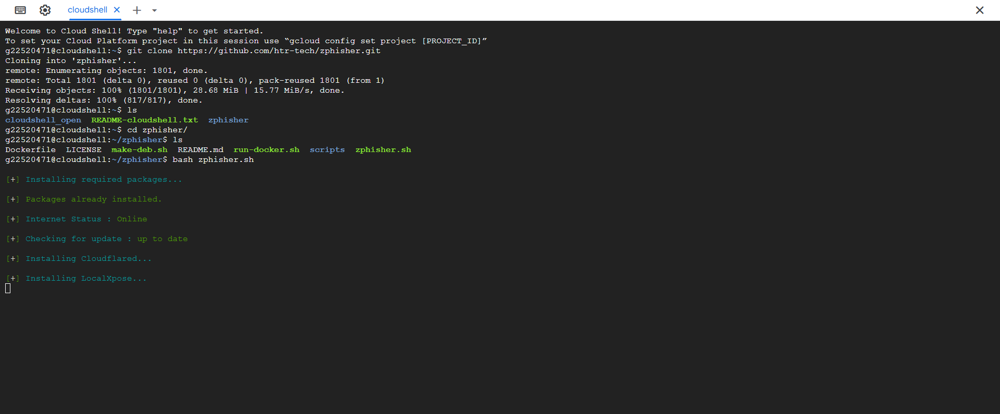 cloudshell
Welcome to Cloud Shell! Type "help" to get started.
To set your Cloud Platform project in this session use “gcloud config set project [PROJECT_ID]”
g22520471@cloudshell:~$ git clone https://github.com/htr-tech/zphisher.git
Cloning into 'zphisher'...
remote: Enumerating objects: 1801, done.
remote: Total 1801 (delta 0), reused 0 (delta 0), pack-reused 1801 (from 1)
Receiving objects: 100% (1801/1801), 28.68 MiB | 15.77 MiB/s, done.
Resolving deltas: 100% (817/817), done.
g22520471@cloudshell:~$ ls
cloudshell_open  README-cloudshell.txt  zphisher
g22520471@cloudshell:~$ cd zphisher/
g22520471@cloudshell:~/zphisher$ ls
Dockerfile  LICENSE  make-deb.sh  README.md  run-docker.sh  scripts  zphisher.sh
g22520471@cloudshell:~/zphisher$ bash zphisher.sh
[+] Installing required packages...
[+] Packages already installed.
[+] Internet Status : Online
[+] Checking for update : up to date
[+] Installing Cloudflared...
[+] Installing LocalXpose...